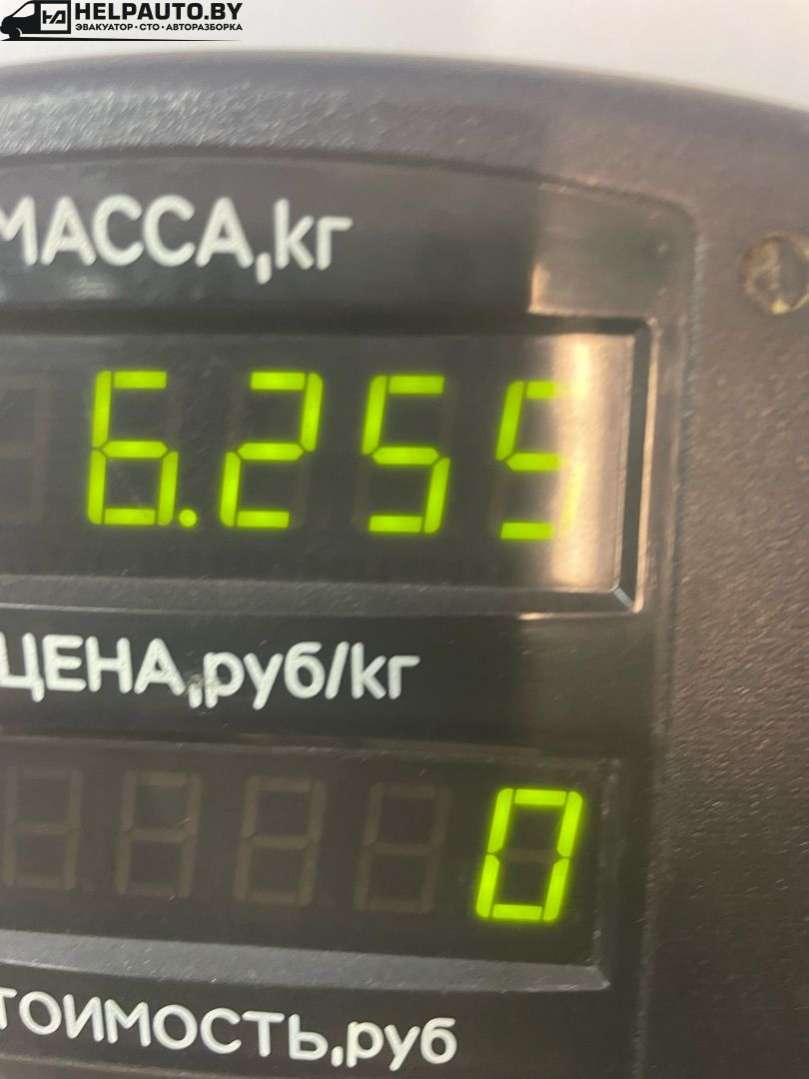 HELPAUTO.BY
ЭВАКУАТОР • СТО • АВТОРАЗБОРКА
МАССА,кг
6.255
ЦЕНА,руб/кг
0
ТОИМОСТЬ,руб